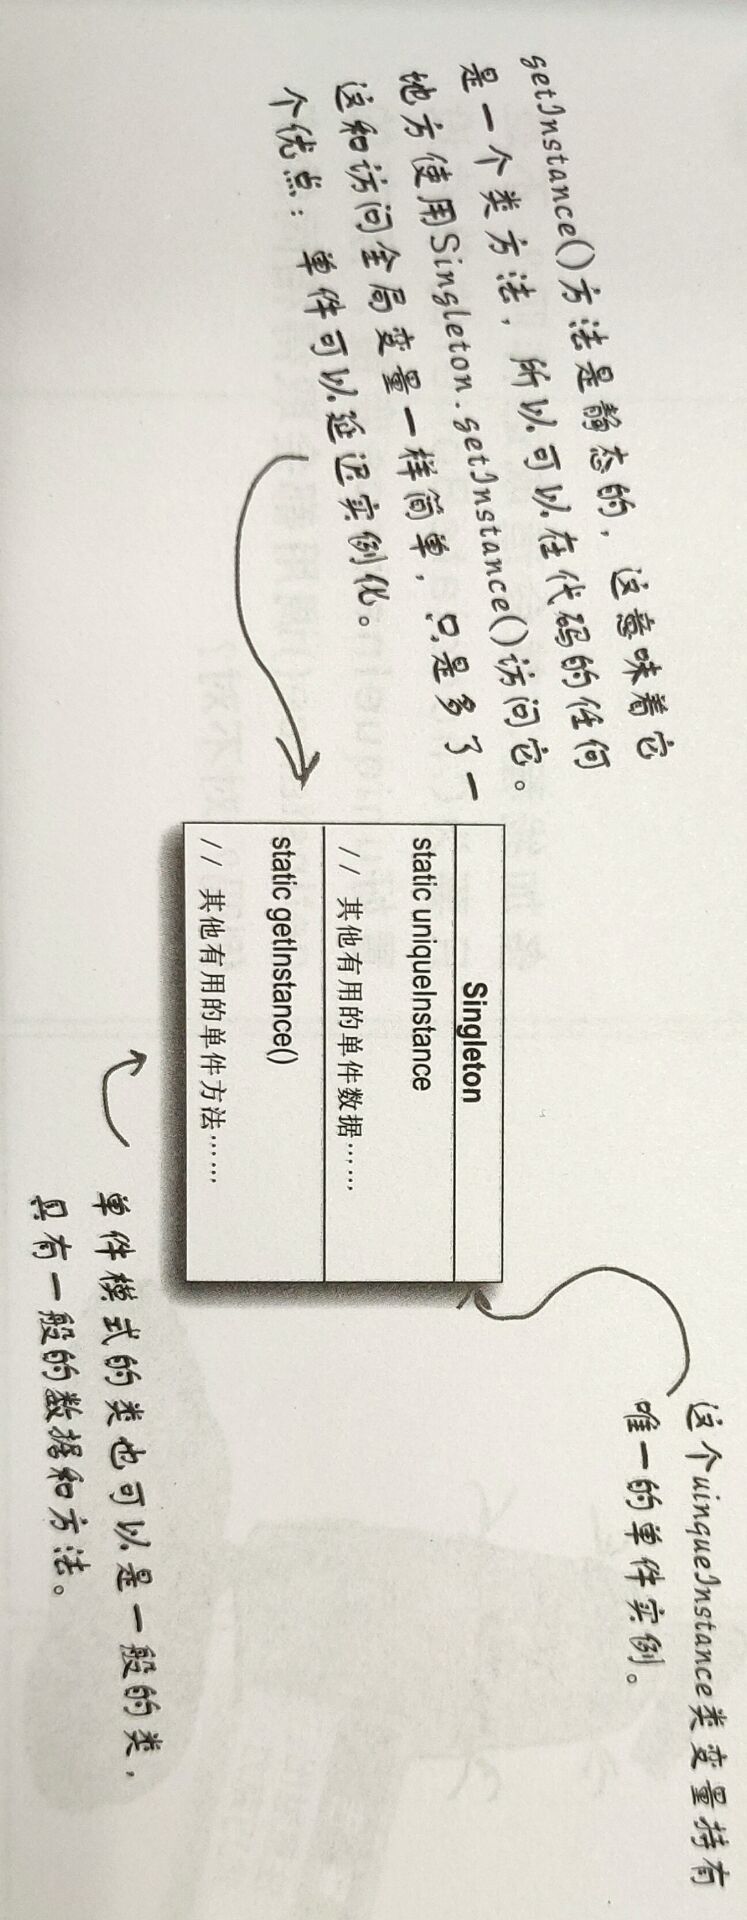 这个uinqueInstance类变量持有
唯一的单件实例。
getInstance()方法是静态的，这意味着它
是一个类方法，所以可以在代码的任何
地方使用Singleton.getInstance()访问它。
这和访问全局变量一样简单，只是多了一
个优点：单件可以延迟实例化。
Singleton
static uniqueInstance
// 其他有用的单件数据……
static getInstance()
// 其他有用的单件方法……
单件模式的类也可以是一般的类，
具有一般的数据和方法。